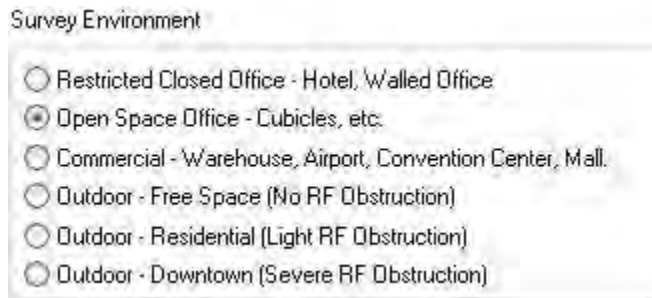 Survey Environment
Restricted Closed Office - Hotel, Walled Office
Open Space Office - Cubicles, etc.
Commercial - Warehouse, Airport, Convention Center, Mall.
Outdoor - Free Space (No RF Obstruction)
Outdoor - Residential (Light RF Obstruction)
Outdoor - Downtown (Severe RF Obstruction)